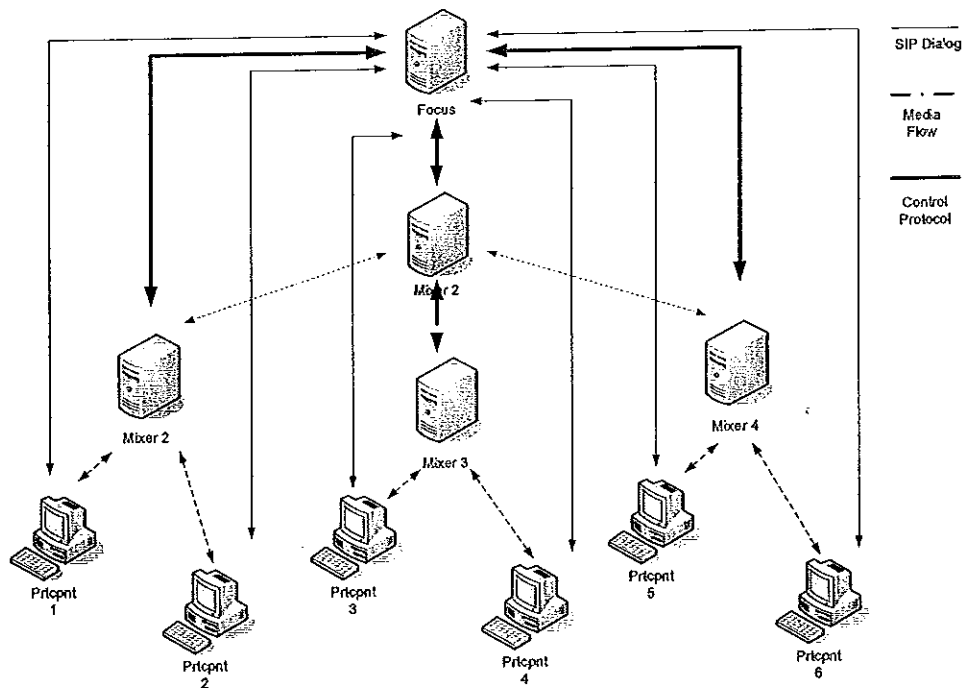 SIP Dialog
Focus
Media
Flow
Control
Protocol
Mixer 2
Mixer 2
Mixer 4
Mixer 3
Prtcpnt
1
Prtcpnt
3
Prtcpnt
5
Prtcpnt
2
Prtcpnt
4
Prtcpnt
6